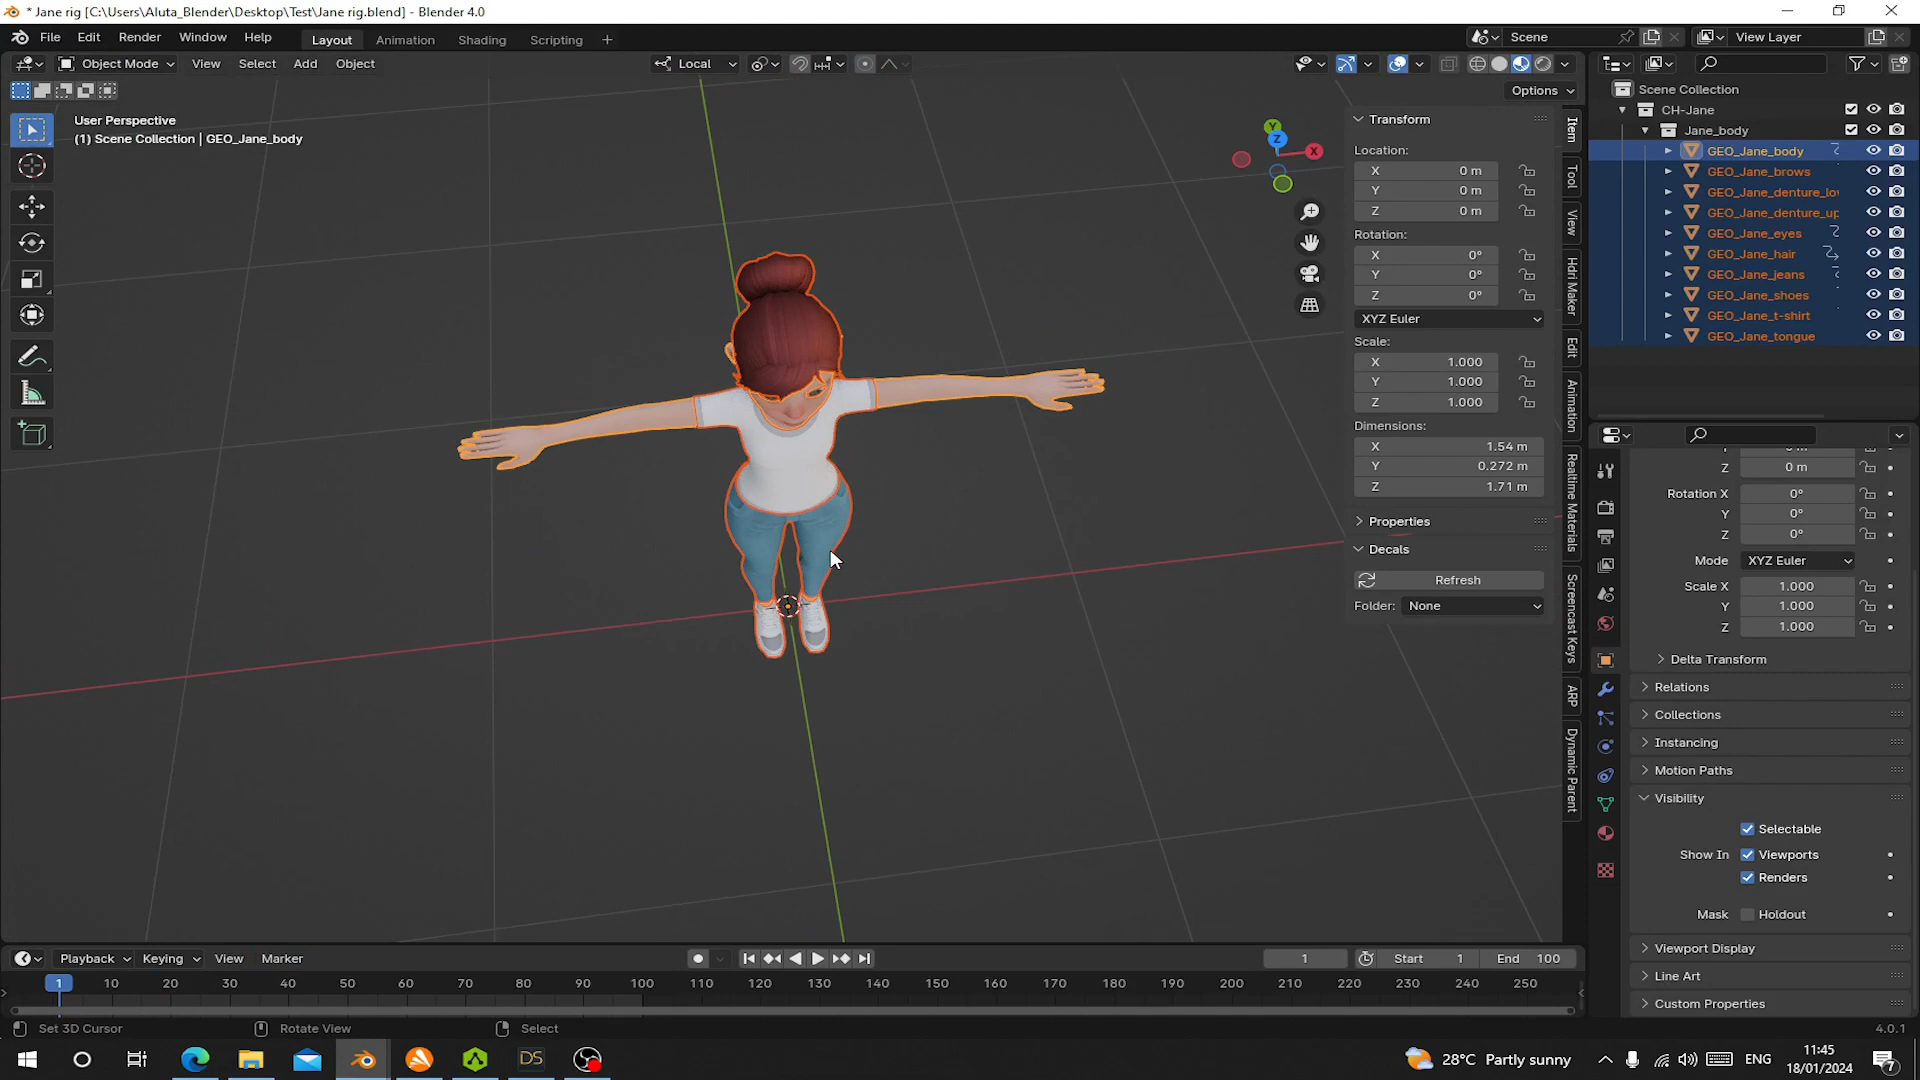 * Jane rig [C:\Users\Aluta_Blender\Desktop\Test\Jane rig.blend] - Blender 4.0
File Edit Render Window Help Layout Animation Shading Scripting + Scene View Layer
Object Mode View Select Add Object Local
Options
User Perspective
(1) Scene Collection | GEO_Jane_body
Y
Z
X
Transform
Location:
X 0 m
Y 0 m
Z 0 m
Rotation:
X 0°
Y 0°
Z 0°
XYZ Euler
Scale:
X 1.000
Y 1.000
Z 1.000
Dimensions:
X 1.54 m
Y 0.272 m
Z 1.71 m
Properties
Decals
Refresh
Folder: None
Item
Tool
View
Hdri Maker
Edit
Animation
Realtime Materials
Screencast Keys
ARP
Dynamic Parent
Scene Collection
CH-Jane
Jane_body
GEO_Jane_body
GEO_Jane_brows
GEO_Jane_denture_lov
GEO_Jane_denture_up
GEO_Jane_eyes
GEO_Jane_hair
GEO_Jane_jeans
GEO_Jane_shoes
GEO_Jane_t-shirt
GEO_Jane_tongue
Z 0 m
Rotation X 0°
Y 0°
Z 0°
Mode XYZ Euler
Scale X 1.000
Y 1.000
Z 1.000
Delta Transform
Relations
Collections
Instancing
Motion Paths
Visibility
Selectable
Show In Viewports
Renders
Mask Holdout
Viewport Display
Line Art
Custom Properties
Playback Keying View Marker 1 Start 1 End 100
1 10 20 30 40 50 60 70 80 90 100 110 120 130 140 150 160 170 180 190 200 210 220 230 240 250
Set 3D Cursor Rotate View Select 4.0.1
DS 28°C Partly sunny ENG 11:45
18/01/2024 7